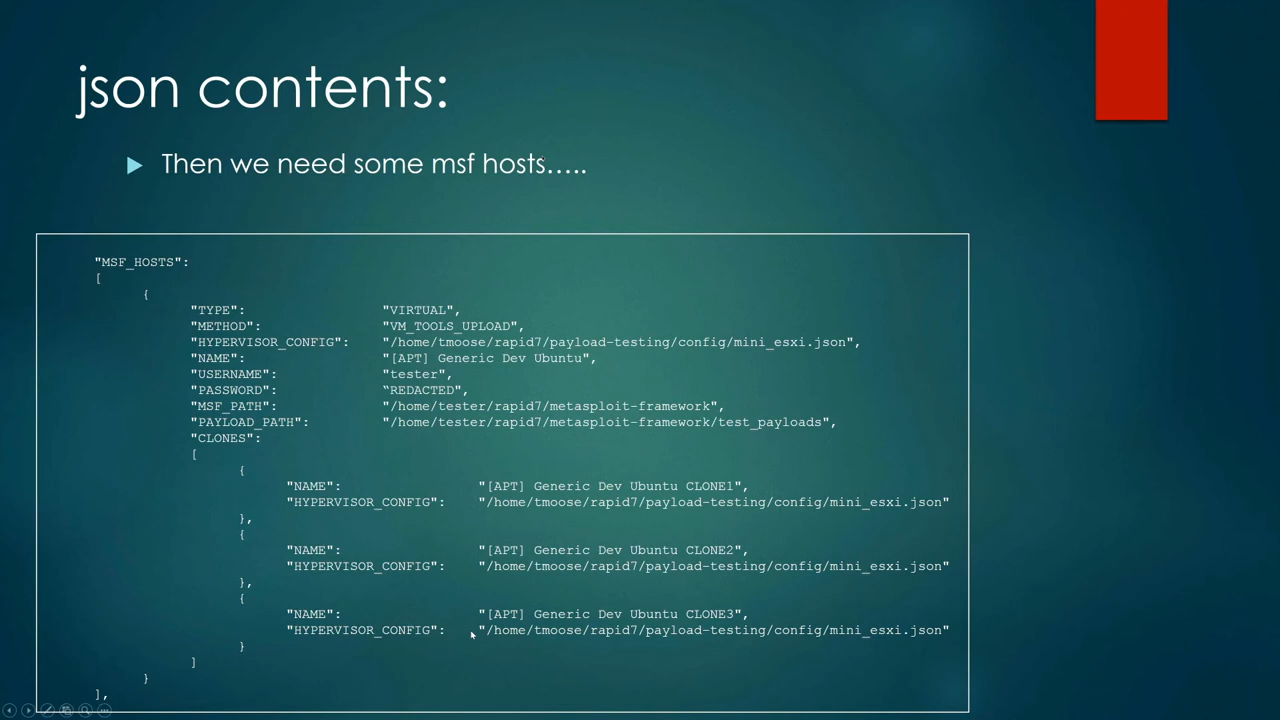 json contents:
Then we need some msf hosts.....
"MSF_HOSTS":
[
{
"TYPE": "VIRTUAL",
"METHOD": "VM_TOOLS_UPLOAD",
"HYPERVISOR_CONFIG": "/home/tmoose/rapid7/payload-testing/config/mini_esxi.json",
"NAME": "[APT] Generic Dev Ubuntu",
"USERNAME": "tester",
"PASSWORD": “REDACTED",
"MSF_PATH": "/home/tester/rapid7/metasploit-framework",
"PAYLOAD_PATH": "/home/tester/rapid7/metasploit-framework/test_payloads",
"CLONES":
[
{
"NAME": "[APT] Generic Dev Ubuntu CLONE1",
"HYPERVISOR_CONFIG": "/home/tmoose/rapid7/payload-testing/config/mini_esxi.json"
},
{
"NAME": "[APT] Generic Dev Ubuntu CLONE2",
"HYPERVISOR_CONFIG": "/home/tmoose/rapid7/payload-testing/config/mini_esxi.json"
},
{
"NAME": "[APT] Generic Dev Ubuntu CLONE3",
"HYPERVISOR_CONFIG": "/home/tmoose/rapid7/payload-testing/config/mini_esxi.json"
}
]
}
],